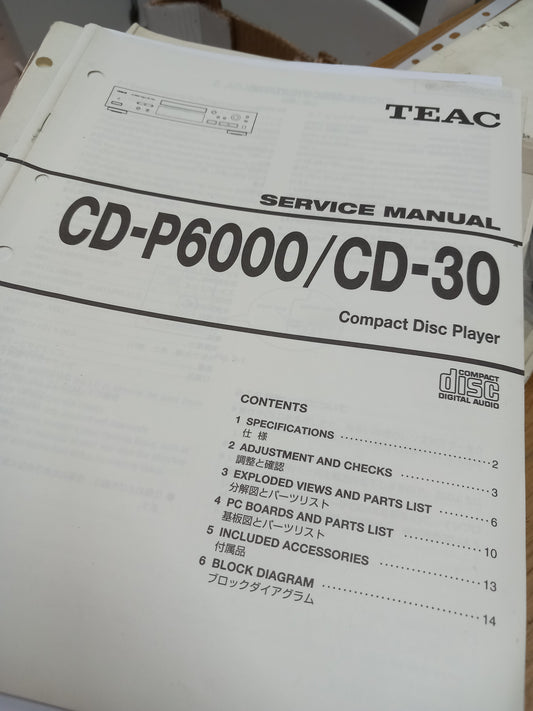 TEAC
SERVICE MANUAL
CD-P6000/CD-30
Compact Disc Player
COMPACT
disc
DIGITAL AUDIO
CONTENTS
1 SPECIFICATIONS ........................................ 2
仕 様
2 ADJUSTMENT AND CHECKS ........................ 3
調整と確認
3 EXPLODED VIEWS AND PARTS LIST ............ 6
分解図とパーツリスト
4 PC BOARDS AND PARTS LIST .................... 10
基板図とパーツリスト
5 INCLUDED ACCESSORIES ......................... 13
付属品
6 BLOCK DIAGRAM ..................................... 14
ブロックダイアグラム